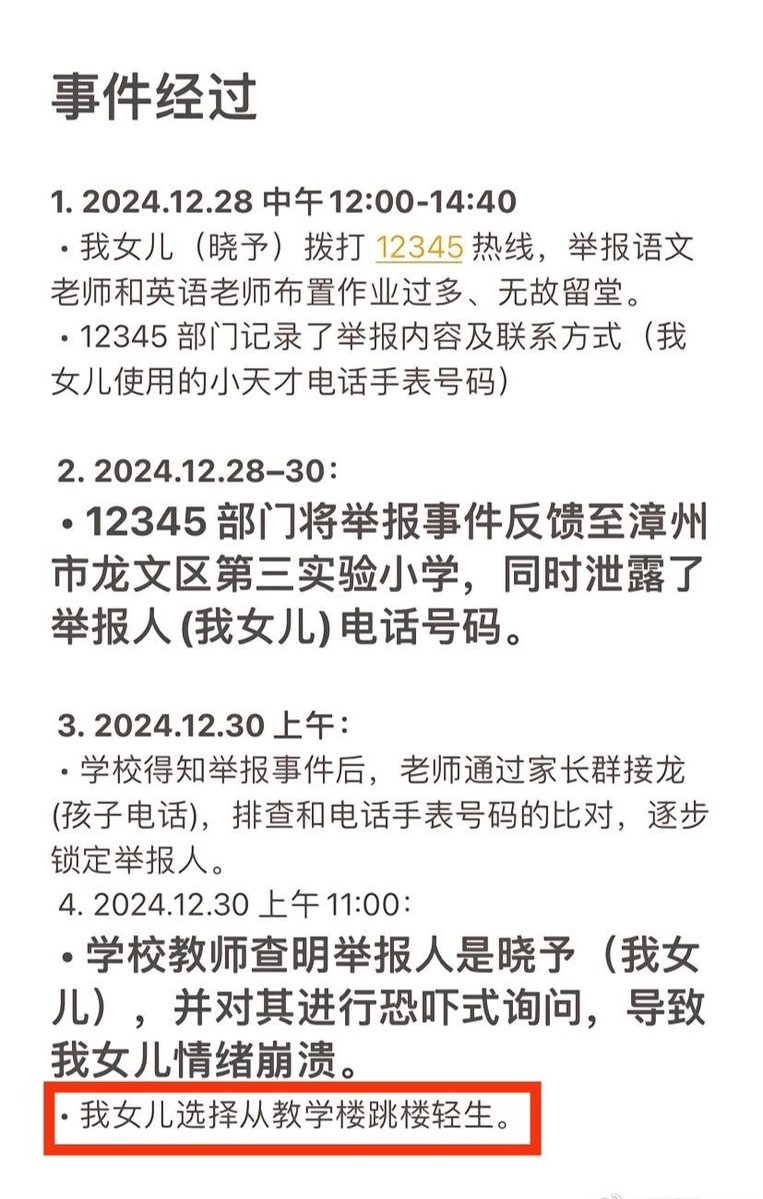 事件经过
1. 2024.12.28 中午12:00-14:40
・我女儿（晓予）拨打 12345 热线，举报语文
老师和英语老师布置作业过多、无故留堂。
・12345 部门记录了举报内容及联系方式（我
女儿使用的小天才电话手表号码）
2. 2024.12.28–30：
・12345 部门将举报事件反馈至漳州
市龙文区第三实验小学，同时泄露了
举报人(我女儿)电话号码。
3. 2024.12.30 上午：
・学校得知举报事件后，老师通过家长群接龙
(孩子电话)，排查和电话手表号码的比对，逐步
锁定举报人。
4. 2024.12.30 上午 11:00：
・学校教师查明举报人是晓予（我女
儿），并对其进行恐吓式询问，导致
我女儿情绪崩溃。
・我女儿选择从教学楼跳楼轻生。